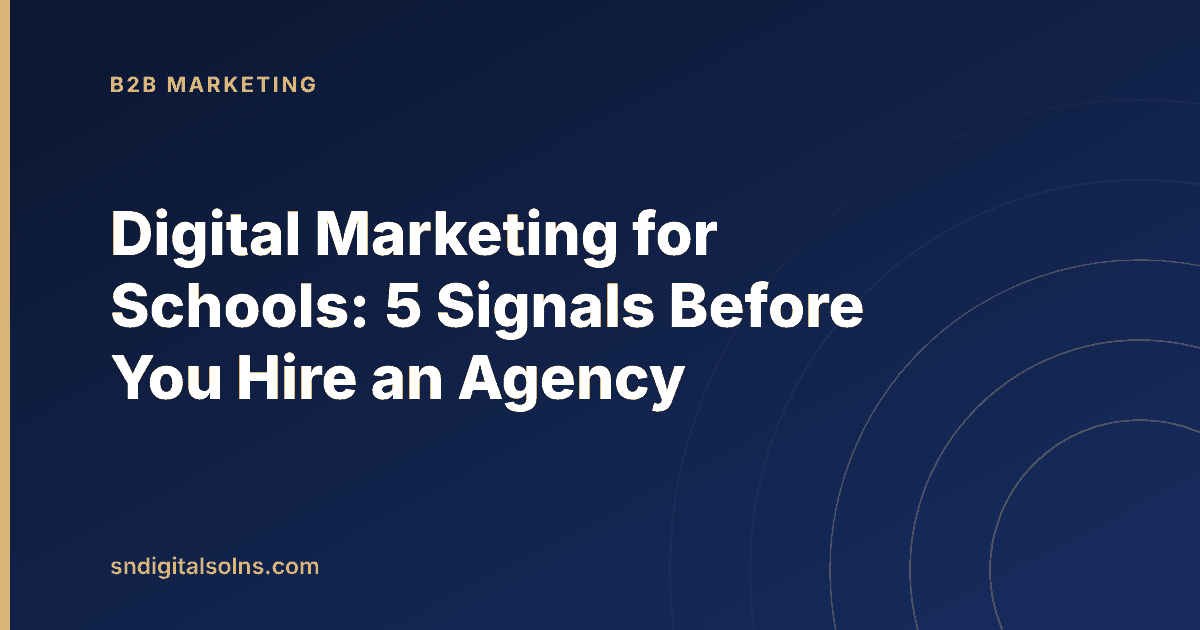 B2B MARKETING
Digital Marketing for
Schools: 5 Signals Before
You Hire an Agency
sndigitalsolns.com